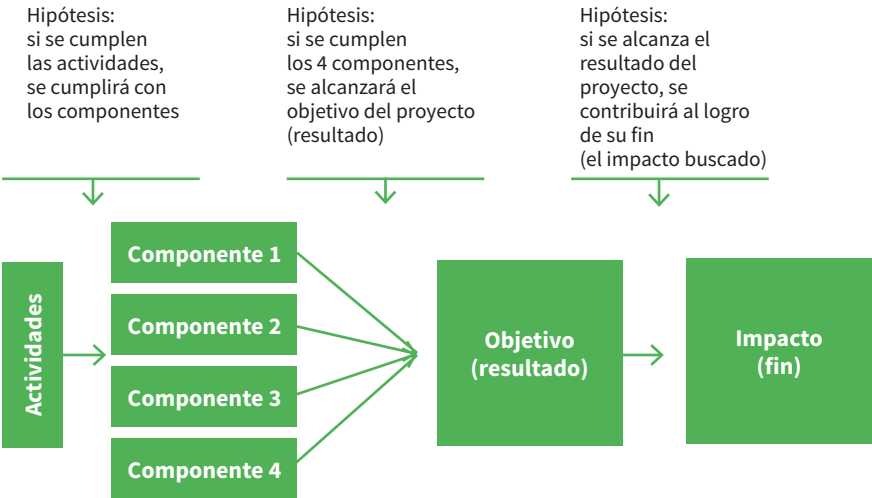 Hipótesis:
si se cumplen
las actividades,
se cumplirá con
los componentes
Hipótesis:
si se cumplen
los 4 componentes,
se alcanzará el
objetivo del proyecto
(resultado)
Hipótesis:
si se alcanza el
resultado del
proyecto, se
contribuirá al logro
de su fin
(el impacto buscado)
Actividades
Componente 1
Componente 2
Componente 3
Componente 4
Objetivo
(resultado)
Impacto
(fin)